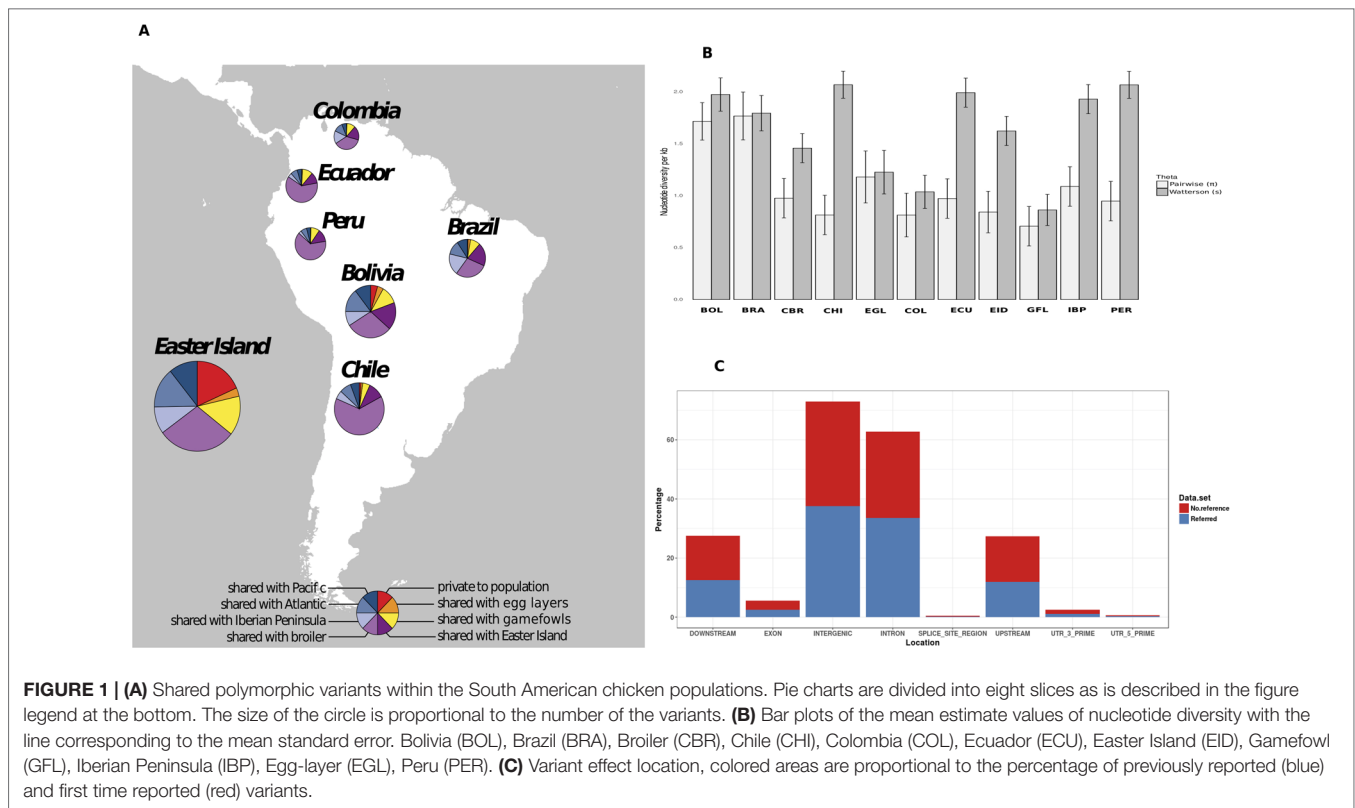 A
Colombia
Ecuador
Peru
Brazil
Bolivia
Easter Island
Chile
shared with Pacif c
shared with Atlantic
shared with Iberian Peninsula
shared with broiler
private to population
shared with egg layers
shared with gamefowls
shared with Easter Island
B
Nucleotide diversity per kb
2.0
1.5
1.0
0.5
0.0
BOL BRA CBR CHI EGL COL ECU EID GFL IBP PER
Theta
Pairwise (π)
Watterson (s)
C
Percentage
60
40
20
0
DOWNSTREAM EXON INTERGENIC INTRON SPLICE_SITE_REGION UPSTREAM UTR_3_PRIME UTR_5_PRIME
Location
Data.set
No.reference
Referred
FIGURE 1 | (A) Shared polymorphic variants within the South American chicken populations. Pie charts are divided into eight slices as is described in the figure
legend at the bottom. The size of the circle is proportional to the number of the variants. (B) Bar plots of the mean estimate values of nucleotide diversity with the
line corresponding to the mean standard error. Bolivia (BOL), Brazil (BRA), Broiler (CBR), Chile (CHI), Colombia (COL), Ecuador (ECU), Easter Island (EID), Gamefowl
(GFL), Iberian Peninsula (IBP), Egg-layer (EGL), Peru (PER). (C) Variant effect location, colored areas are proportional to the percentage of previously reported (blue)
and first time reported (red) variants.